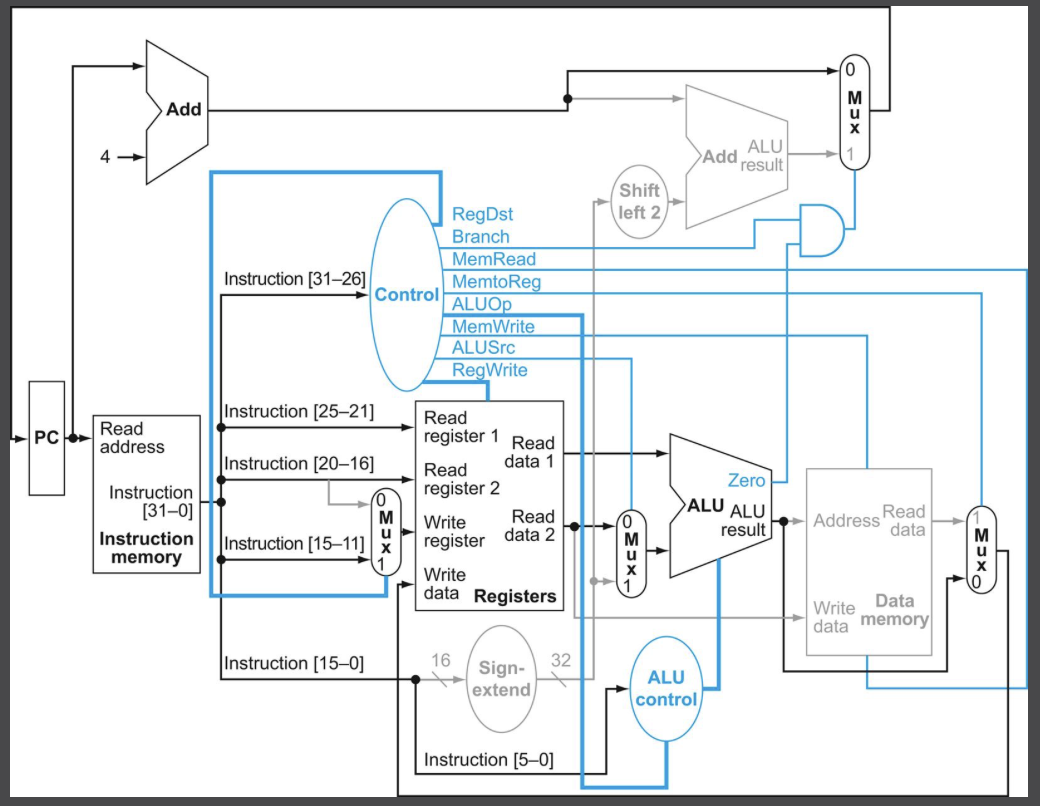 Add
4
0
Mux
1
Add
ALU
result
Shift
left 2
RegDst
Branch
MemRead
MemtoReg
ALUOp
MemWrite
ALUSrc
RegWrite
Control
Instruction [31–26]
Instruction [25–21]
Instruction [20–16]
Instruction [15–11]
Instruction [15–0]
Instruction [5–0]
PC
Read
address
Instruction
[31–0]
Instruction
memory
0
Mux
1
Read
register 1
Read
register 2
Write
register
Write
data
Read
data 1
Read
data 2
Registers
0
Mux
1
Zero
ALU
ALU
result
Address
Read
data
Write
data
Data
memory
1
Mux
0
16
Sign-
extend
32
ALU
control